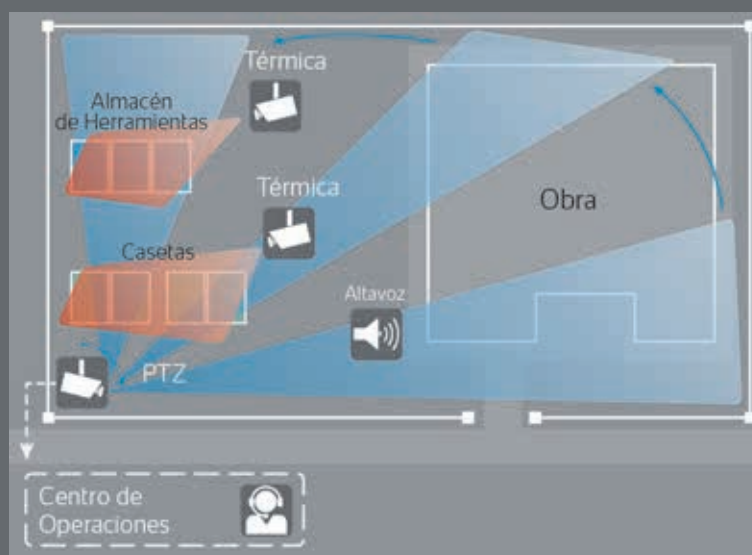 Térmica
Almacén
de Herramientas
Térmica
Obra
Casetas
Altavoz
PTZ
Centro de
Operaciones